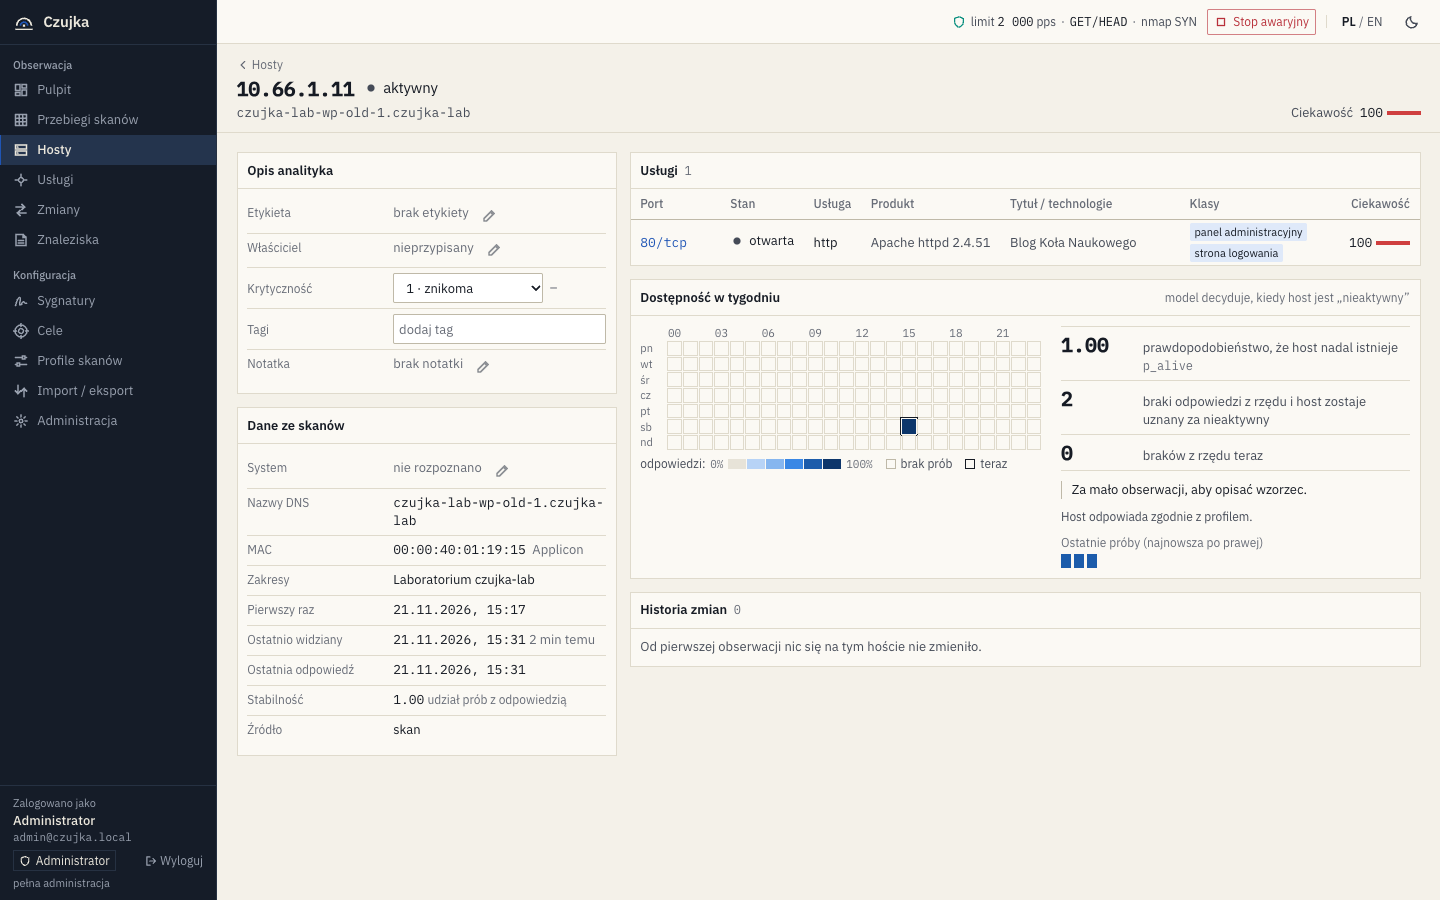 Czujka
Obserwacja
Pulpit
Przebiegi skanów
Hosty
Usługi
Zmiany
Znaleziska
Konfiguracja
Sygnatury
Cele
Profile skanów
Import / eksport
Administracja
Zalogowano jako
Administrator
admin@czujka.local
Administrator Wyloguj
pełna administracja
limit 2 000 pps · GET/HEAD · nmap SYN Stop awaryjny PL / EN
Hosty
10.66.1.11 aktywny
czujka-lab-wp-old-1.czujka-lab
Ciekawość 100
Opis analityka
Etykieta brak etykiety
Właściciel nieprzypisany
Krytyczność 1 · znikoma –
Tagi dodaj tag
Notatka brak notatki
Dane ze skanów
System nie rozpoznano
Nazwy DNS czujka-lab-wp-old-1.czujka-
lab
MAC 00:00:40:01:19:15 Applicon
Zakresy Laboratorium czujka-lab
Pierwszy raz 21.11.2026, 15:17
Ostatnio widziany 21.11.2026, 15:31 2 min temu
Ostatnia odpowiedź 21.11.2026, 15:31
Stabilność 1.00 udział prób z odpowiedzią
Źródło skan
Usługi 1
Port Stan Usługa Produkt Tytuł / technologie Klasy Ciekawość
80/tcp otwarta http Apache httpd 2.4.51 Blog Koła Naukowego panel administracyjny 100
strona logowania
Dostępność w tygodniu model decyduje, kiedy host jest „nieaktywny”
00 03 06 09 12 15 18 21
pn
wt
śr
cz
pt
sb
nd
odpowiedzi: 0% 100% brak prób teraz
1.00 prawdopodobieństwo, że host nadal istnieje
p_alive
2 braki odpowiedzi z rzędu i host zostaje
uznany za nieaktywny
0 braków z rzędu teraz
Za mało obserwacji, aby opisać wzorzec.
Host odpowiada zgodnie z profilem.
Ostatnie próby (najnowsza po prawej)
Historia zmian 0
Od pierwszej obserwacji nic się na tym hoście nie zmieniło.